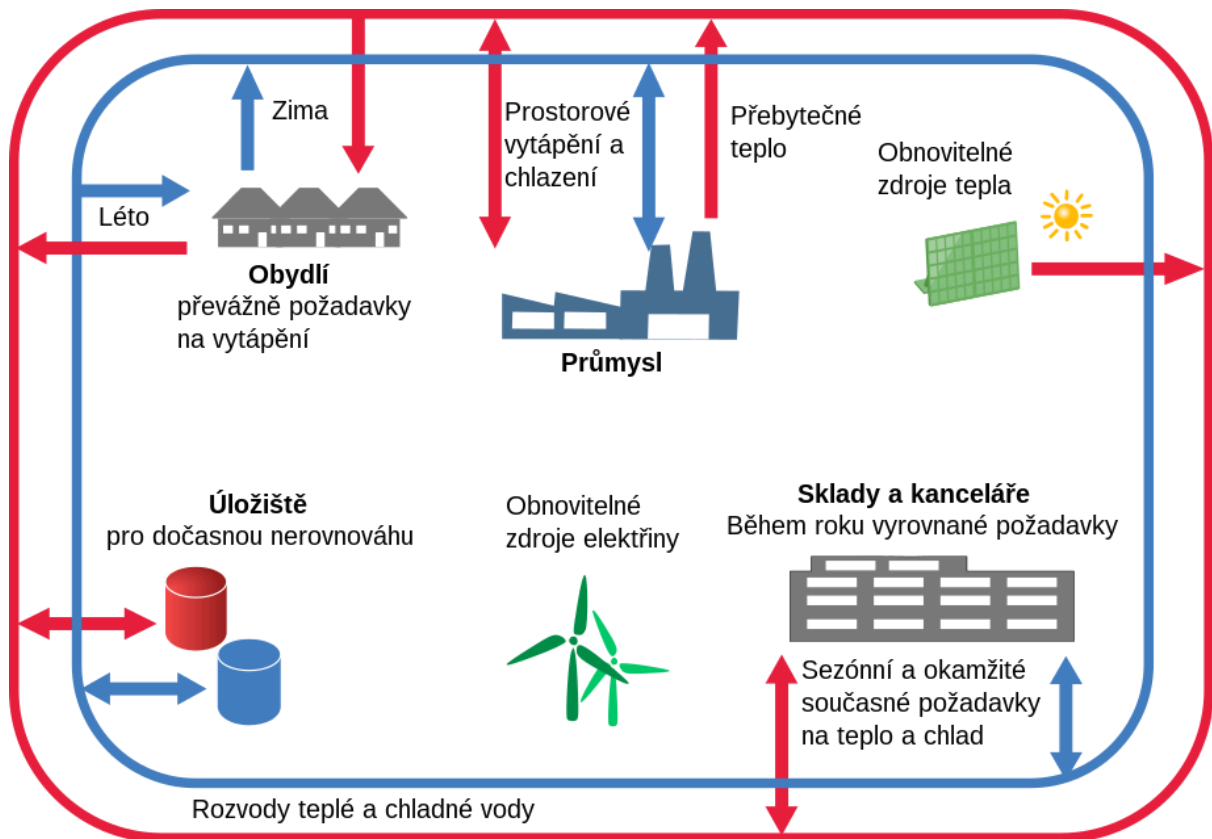 Zima
Prostorové
vytápění a
chlazení
Přebytečné
teplo
Obnovitelné
zdroje tepla
Léto
Obydlí
převážně požadavky
na vytápění
Průmysl
Úložiště
pro dočasnou nerovnováhu
Obnovitelné
zdroje elektřiny
Sklady a kanceláře
Během roku vyrovnané požadavky
Sezónní a okamžité
současné požadavky
na teplo a chlad
Rozvody teplé a chladné vody